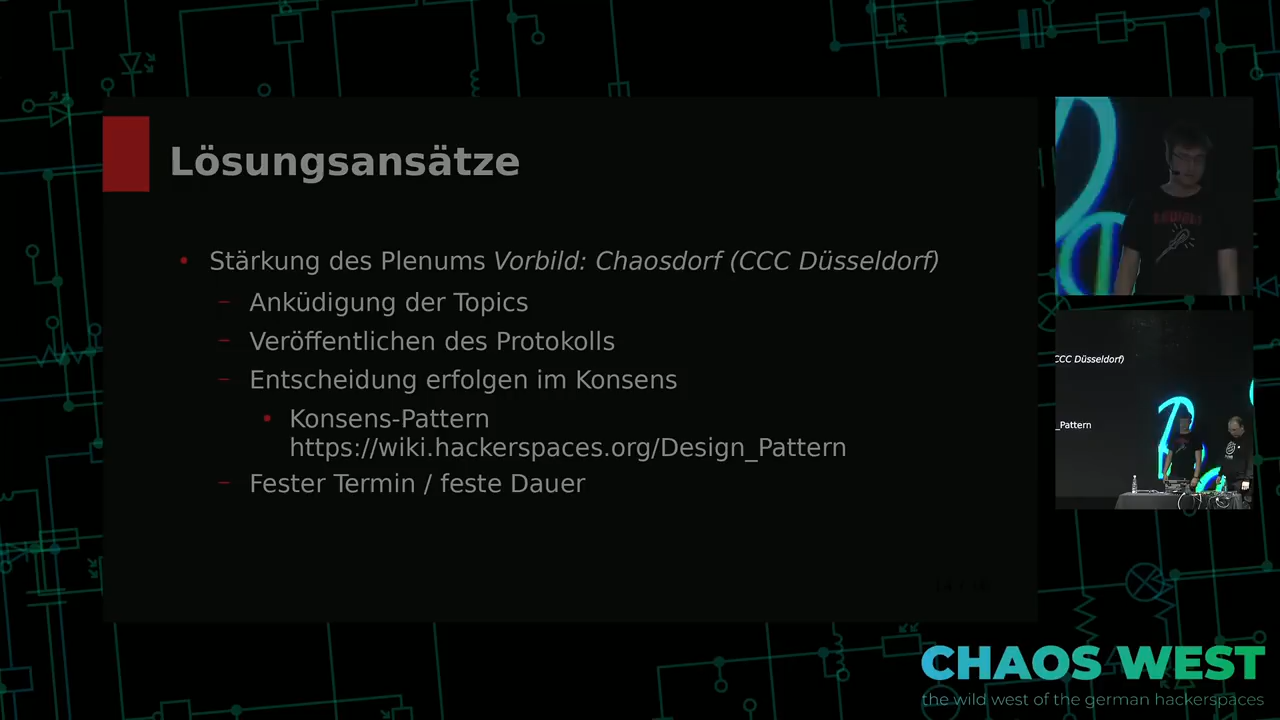 Lösungsansätze
Stärkung des Plenums Vorbild: Chaosdorf (CCC Düsseldorf)
Anküdigung der Topics
Veröffentlichen des Protokolls
Entscheidung erfolgen im Konsens
Konsens-Pattern
https://wiki.hackerspaces.org/Design_Pattern
Fester Termin / feste Dauer
CCC Düsseldorf)
_Pattern
CHAOS WEST
the wild west of the german hackerspaces